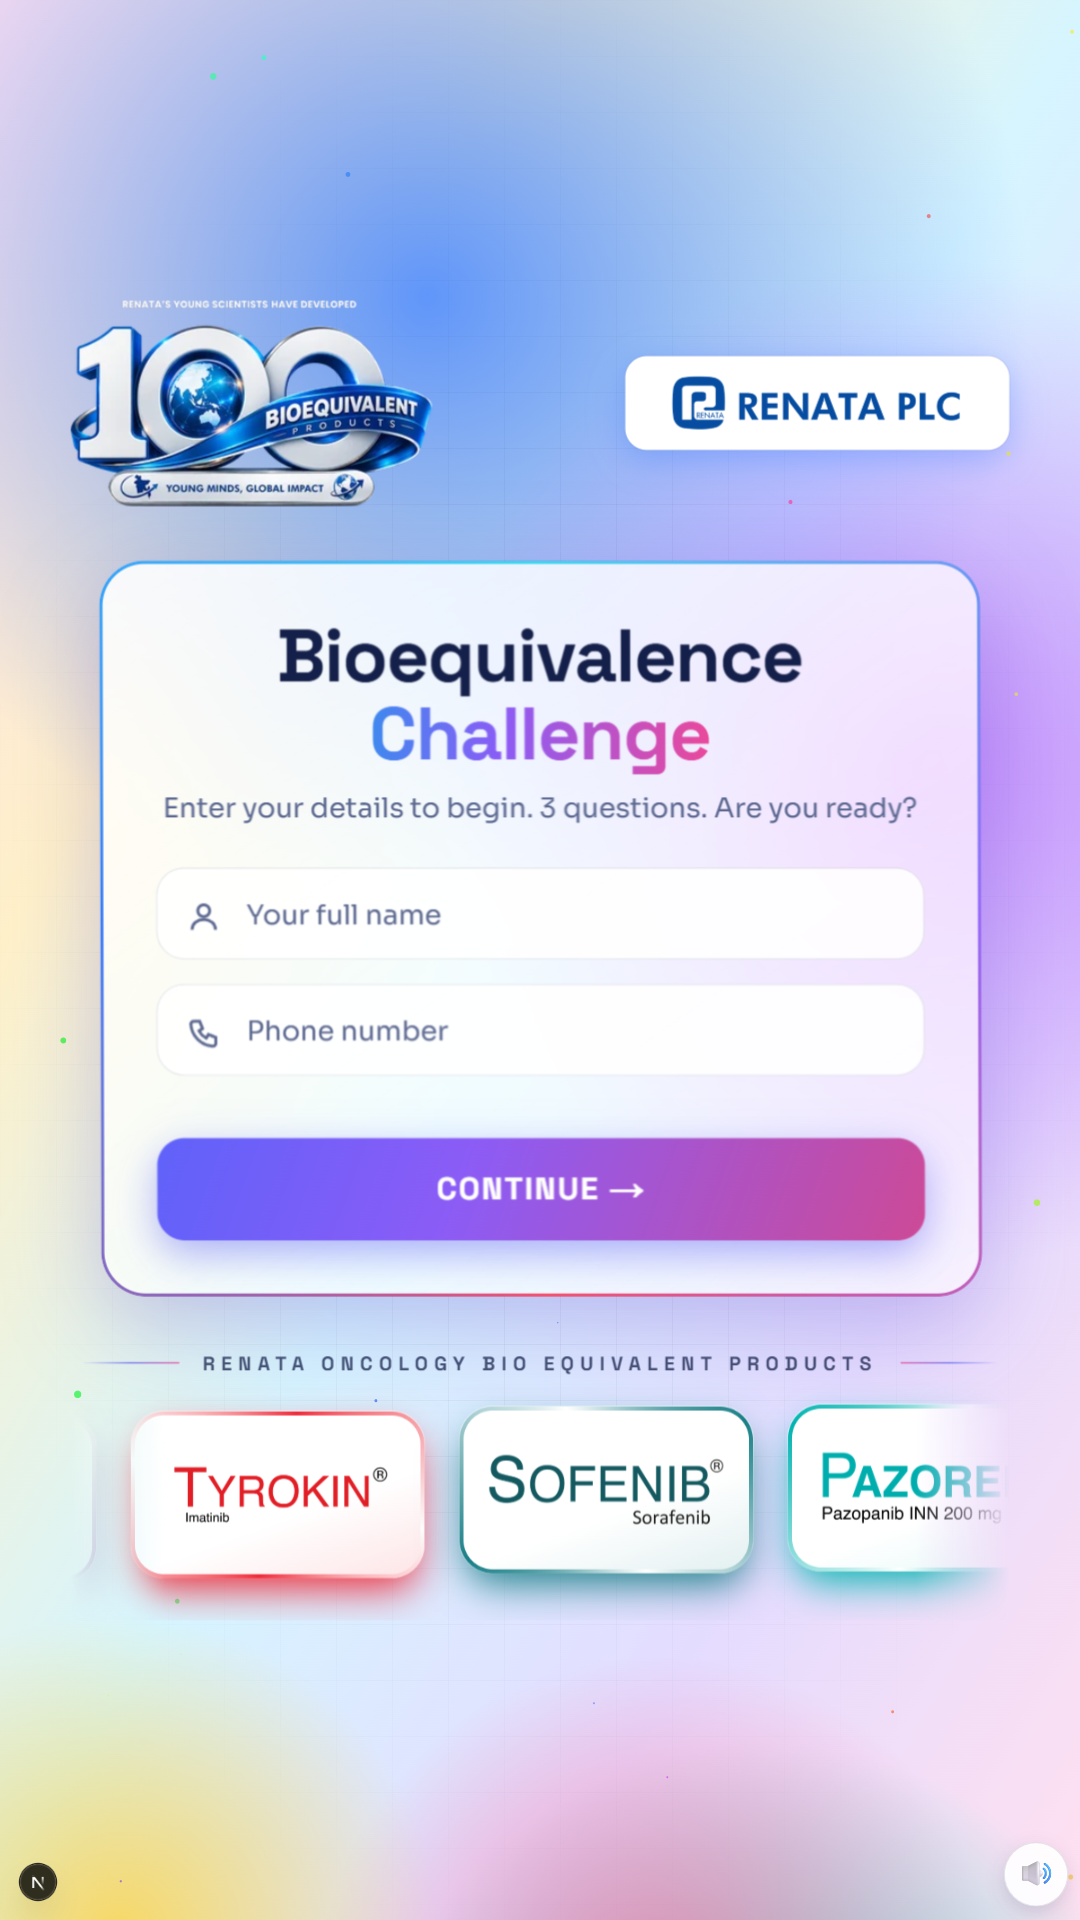 RENATA'S YOUNG SCIENTISTS HAVE DEVELOPED
100
BIOEQUIVALENT
PRODUCTS
YOUNG MINDS, GLOBAL IMPACT
RENATA
RENATA PLC
Bioequivalence
Challenge
Enter your details to begin. 3 questions. Are you ready?
Your full name
Phone number
CONTINUE →
RENATA ONCOLOGY BIO EQUIVALENT PRODUCTS
TYROKIN®
Imatinib
SOFENIB®
Sorafenib
PAZORE
Pazopanib INN 200 mg
N